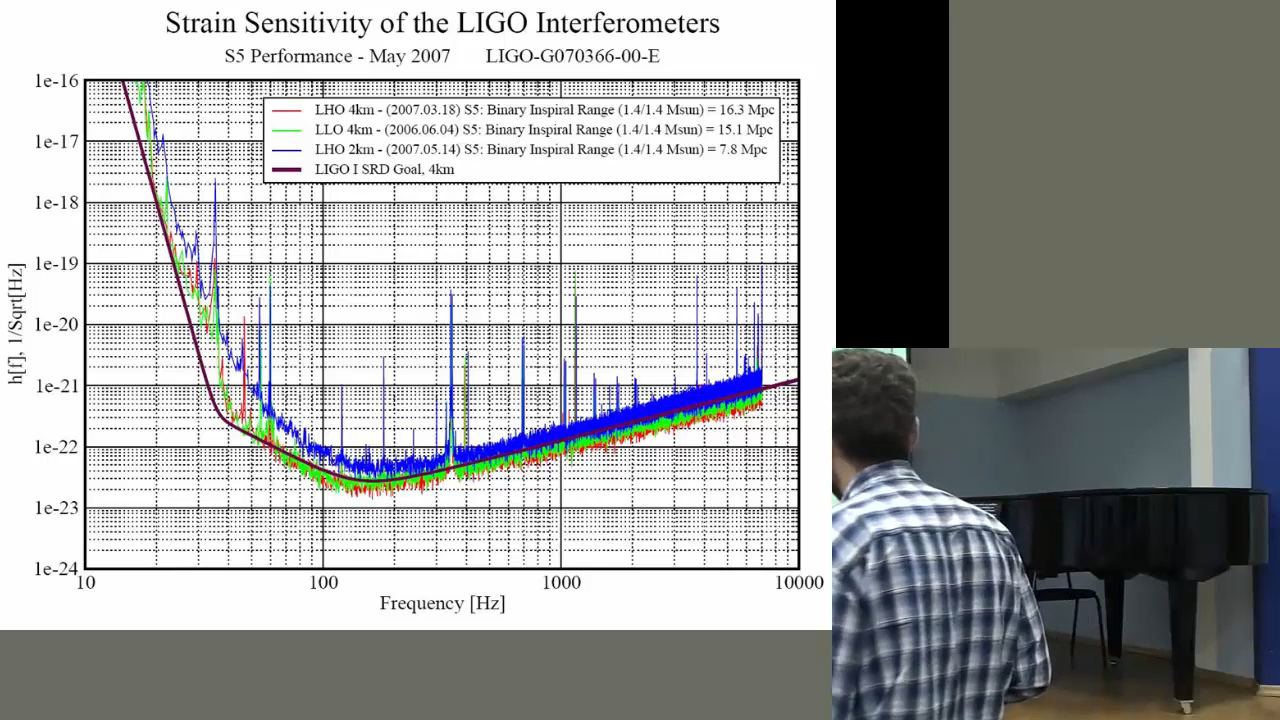 Strain Sensitivity of the LIGO Interferometers
S5 Performance - May 2007 LIGO-G070366-00-E
LHO 4km - (2007.03.18) S5: Binary Inspiral Range (1.4/1.4 Msun) = 16.3 Mpc
LLO 4km - (2006.06.04) S5: Binary Inspiral Range (1.4/1.4 Msun) = 15.1 Mpc
LHO 2km - (2007.05.14) S5: Binary Inspiral Range (1.4/1.4 Msun) = 7.8 Mpc
LIGO I SRD Goal, 4km
h[f], 1/Sqrt[Hz]
1e-16
1e-17
1e-18
1e-19
1e-20
1e-21
1e-22
1e-23
1e-24
10 100 1000 10000
Frequency [Hz]